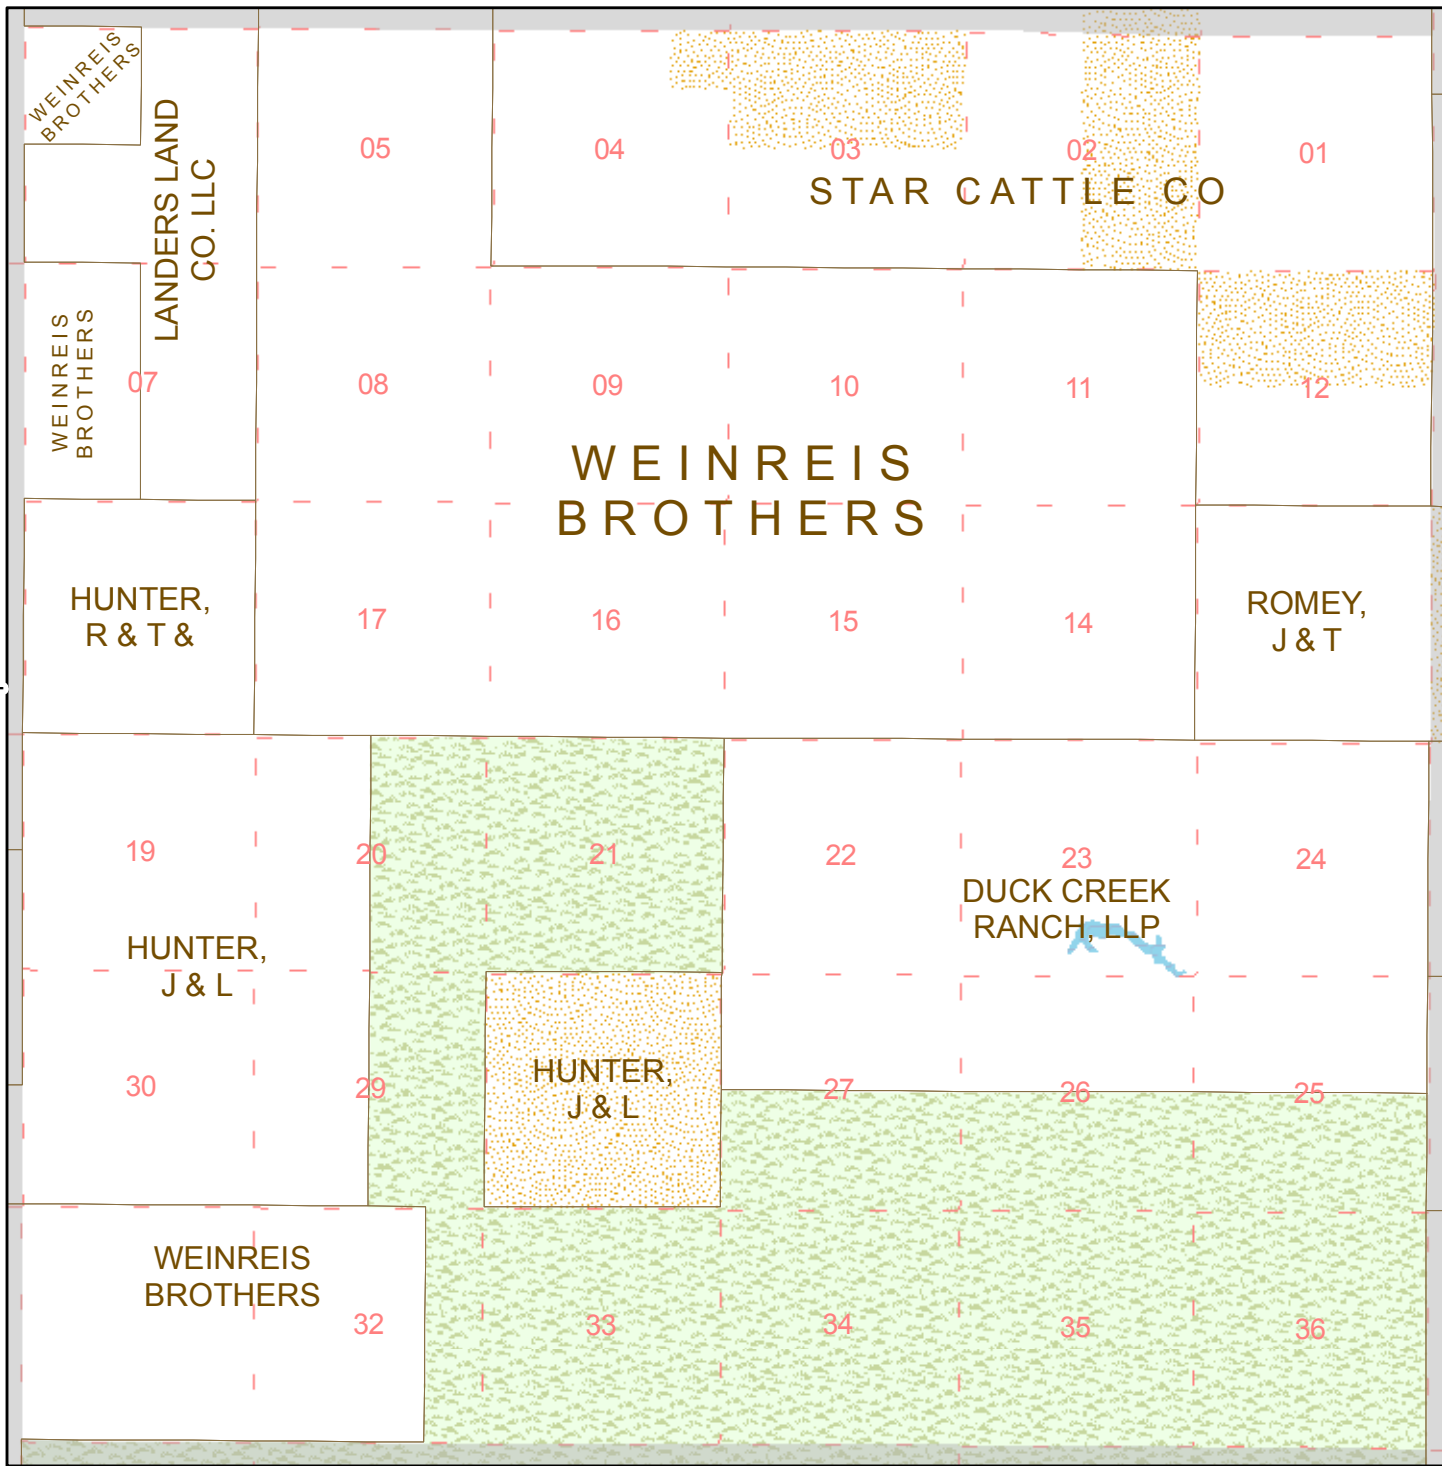 WEINREIS
BROTHERS
LANDERS LAND
CO. LLC
05
04
03
02
01
STAR CATTLE CO
WEINREIS
BROTHERS
07
08
09
10
11
12
WEINREIS
BROTHERS
HUNTER,
R & T &
17
16
15
14
ROMEY,
J & T
19
20
21
22
23
24
DUCK CREEK
RANCH, LLP
HUNTER,
J & L
30
29
HUNTER,
J & L
27
26
25
WEINREIS
BROTHERS
32
33
34
35
36